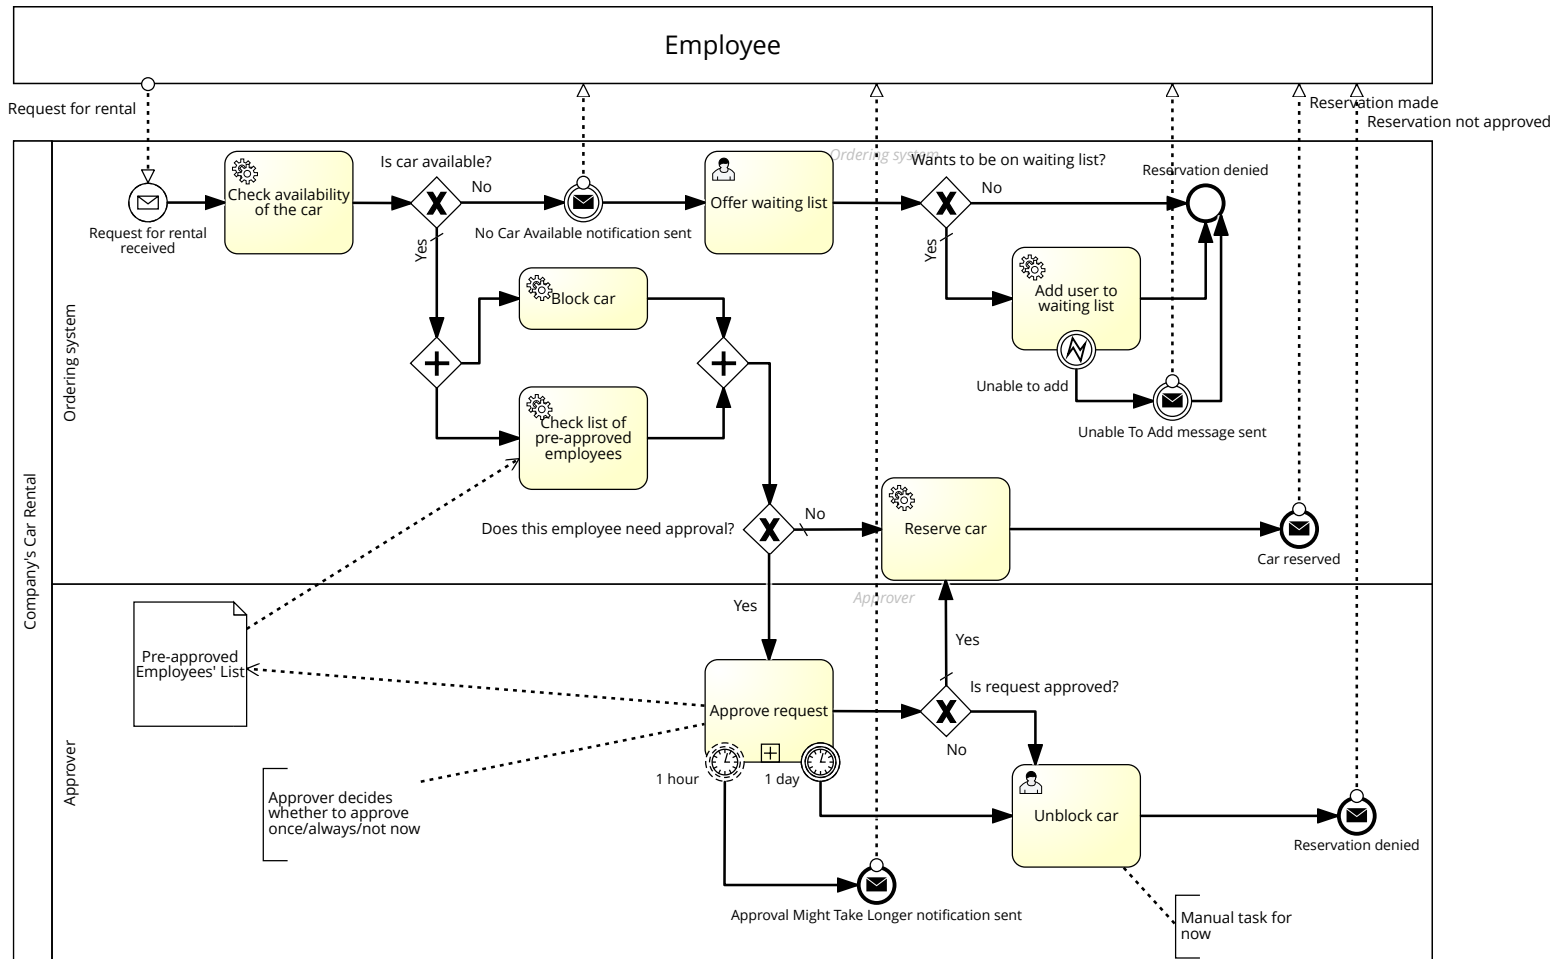 Employee
Request for rental
Reservation made
Reservation not approved
Ordering system
Is car available?
Wants to be on waiting list?
Reservation denied
Check availability
of the car
No
Offer waiting list
No
Request for rental
received
No Car Available notification sent
Yes
Yes
Block car
Add user to
waiting list
Ordering system
Unable to add
Check list of
pre-approved
employees
Unable To Add message sent
Company's Car Rental
Does this employee need approval?
No
Reserve car
Car reserved
Approver
Yes
Yes
Pre-approved
Employees' List
Approve request
Is request approved?
No
Approver
1 hour
1 day
Approver decides
whether to approve
once/always/not now
Unblock car
Reservation denied
Approval Might Take Longer notification sent
Manual task for
now